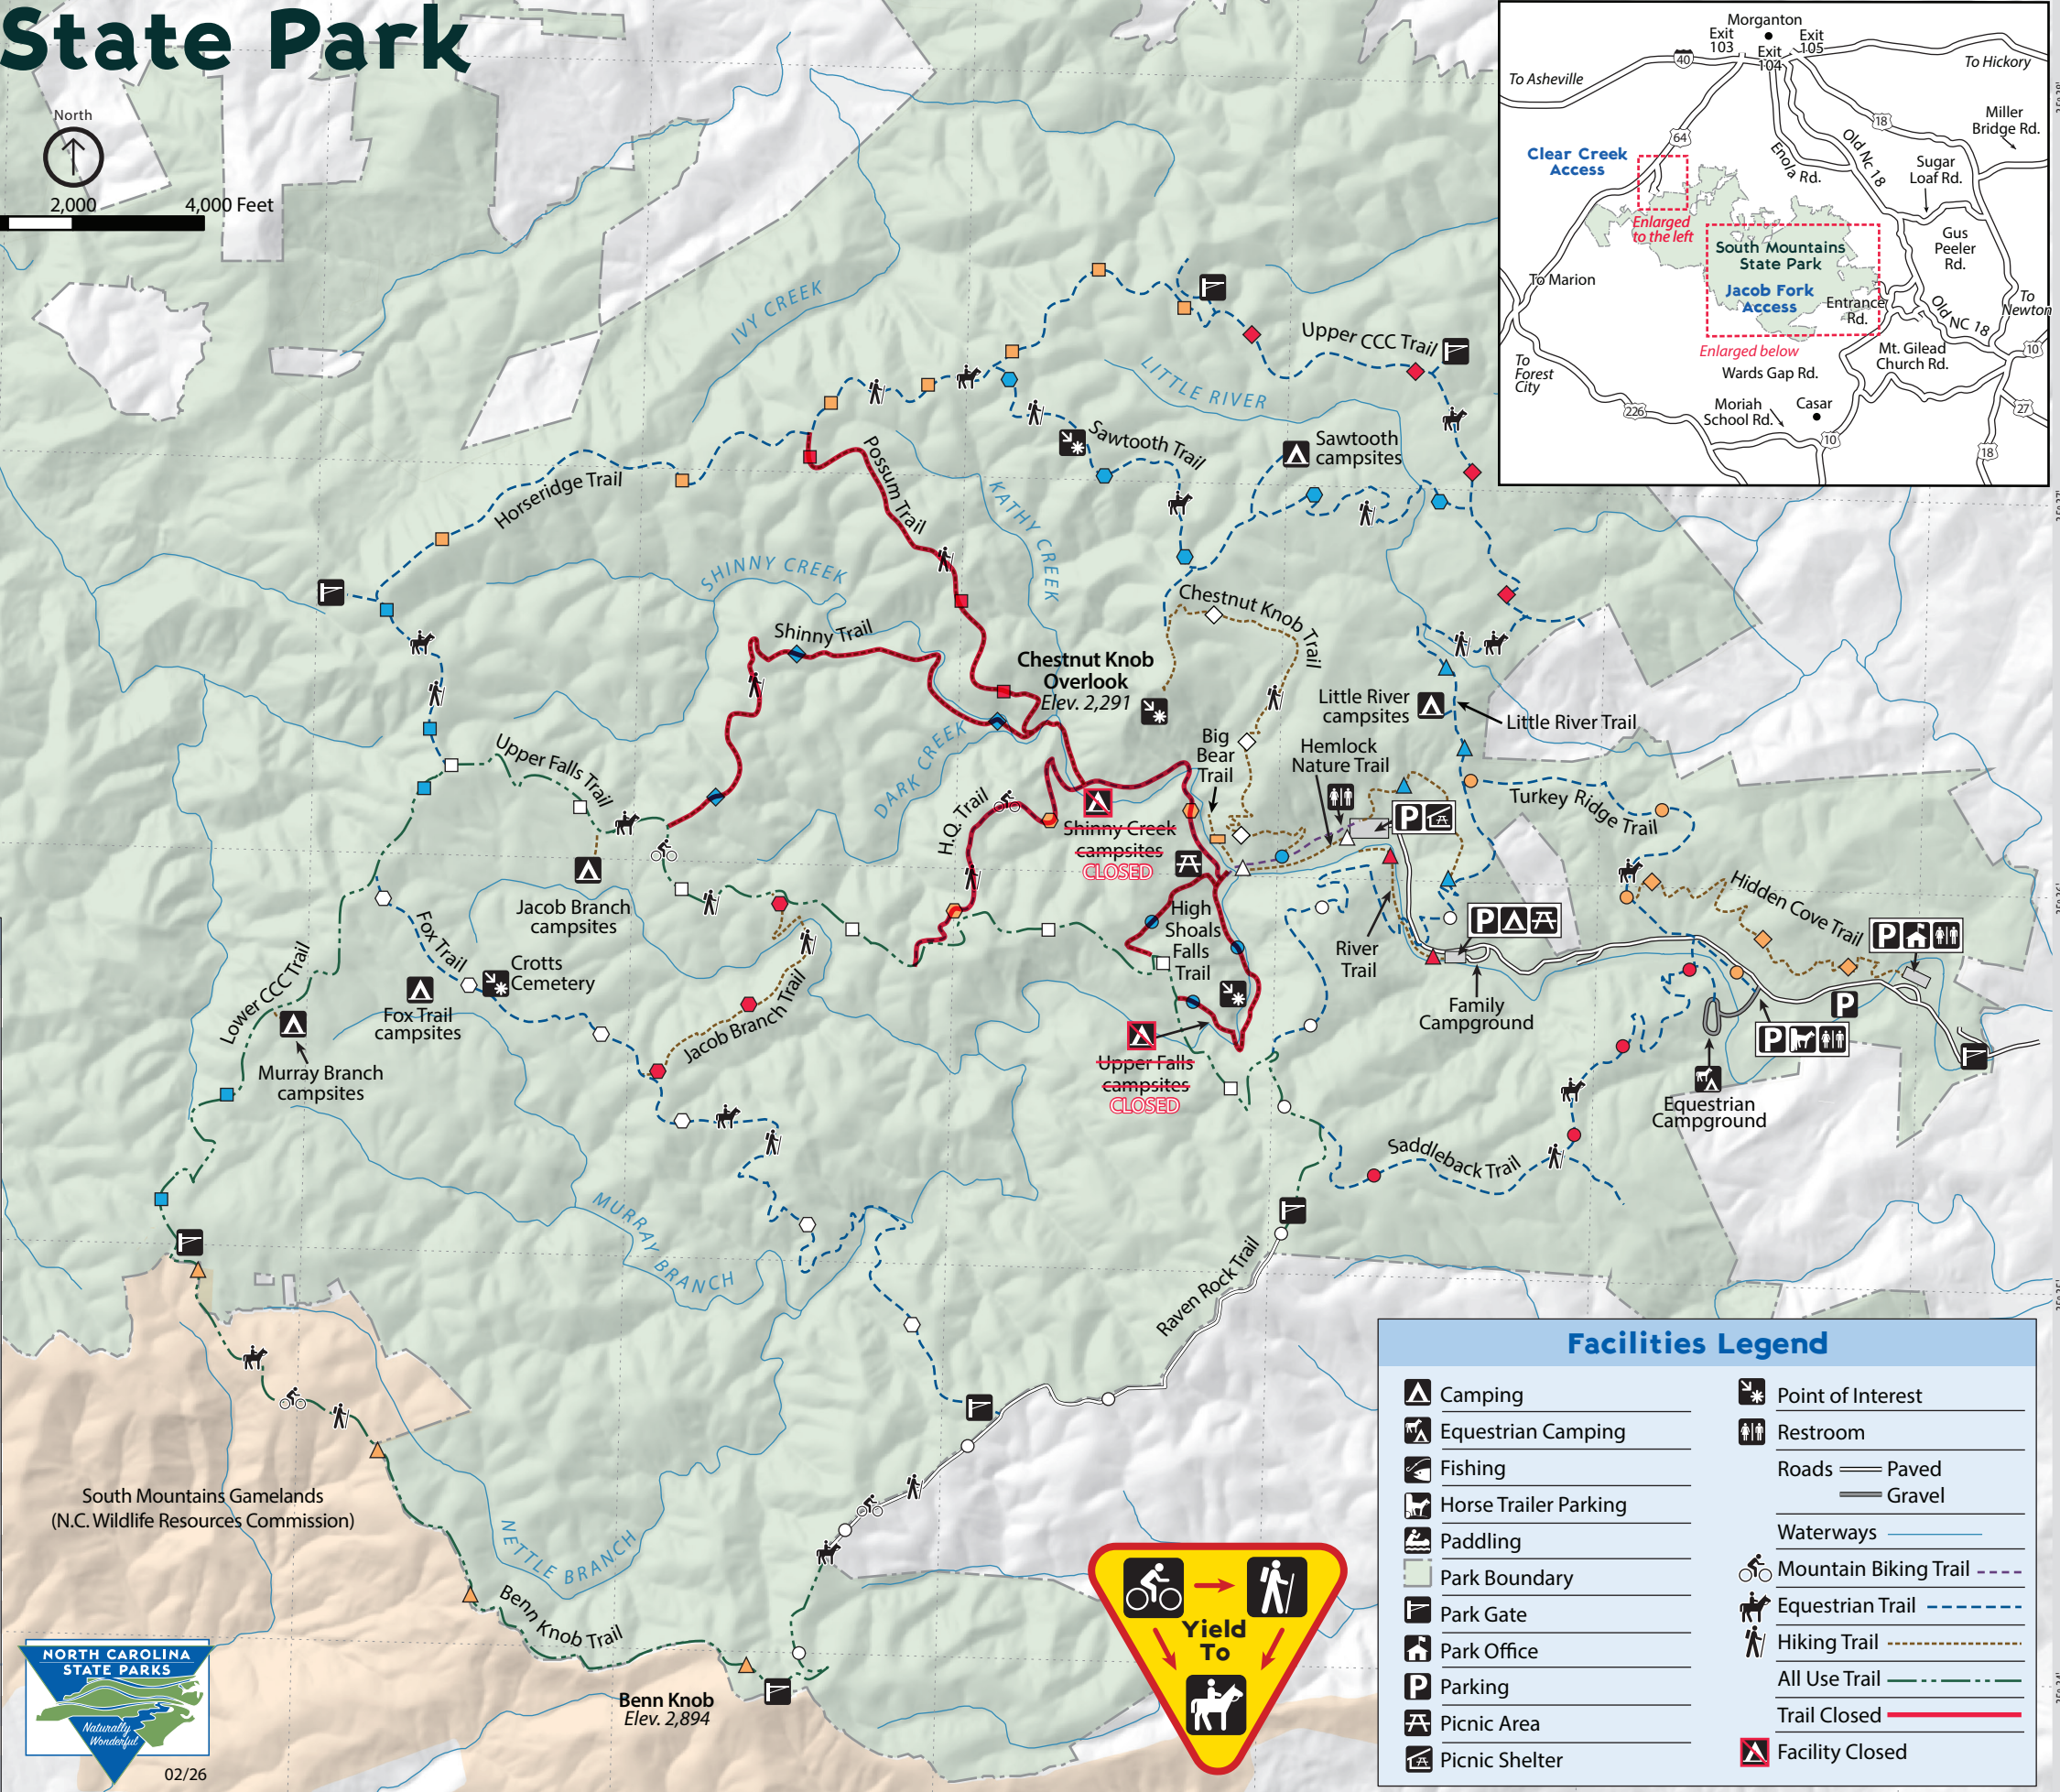 State Park
North
2,000
4,000 Feet
Morganton
Exit
103
Exit
104
Exit
105
40
To Asheville
To Hickory
64
18
Miller
Bridge Rd.
Clear Creek
Access
Enola Rd.
Old Nc 18
Sugar
Loaf Rd.
Enlarged
to the left
South Mountains
State Park
Jacob Fork
Access
Gus
Peeler
Rd.
To Marion
Entrance
Rd.
Old NC 18
To
Newton
10
Enlarged below
Mt. Gilead
Church Rd.
To
Forest
City
Wards Gap Rd.
226
Moriah
School Rd.
Casar
27
10
18
IVY CREEK
Upper CCC Trail
LITTLE RIVER
Sawtooth Trail
Sawtooth
campsites
Possum Trail
Horseridge Trail
KATHY CREEK
SHINNY CREEK
Chestnut Knob Trail
Shinny Trail
Chestnut Knob
Overlook
Elev. 2,291
Little River
campsites
Little River Trail
Big
Bear
Trail
Hemlock
Nature Trail
Upper Falls Trail
DARK CREEK
H.Q. Trail
Turkey Ridge Trail
Shinny Creek
campsites
CLOSED
Hidden Cove Trail
Jacob Branch
campsites
High
Shoals
Falls
Trail
River
Trail
Fox Trail
Crotts
Cemetery
Lower CCC Trail
Fox Trail
campsites
Jacob Branch Trail
Family
Campground
Upper Falls
campsites
CLOSED
Murray Branch
campsites
Equestrian
Campground
Saddleback Trail
MURRAY BRANCH
Raven Rock Trail
South Mountains Gamelands
(N.C. Wildlife Resources Commission)
NETTLE BRANCH
Benn Knob Trail
Benn Knob
Elev. 2,894
NORTH CAROLINA
STATE PARKS
Naturally
Wonderful
02/26
Yield
To
Facilities Legend
Camping
Equestrian Camping
Fishing
Horse Trailer Parking
Paddling
Park Boundary
Park Gate
Park Office
P Parking
Picnic Area
Picnic Shelter
Point of Interest
Restroom
Roads Paved
Gravel
Waterways
Mountain Biking Trail
Equestrian Trail
Hiking Trail
All Use Trail
Trail Closed
Facility Closed
P
P
P
P
P